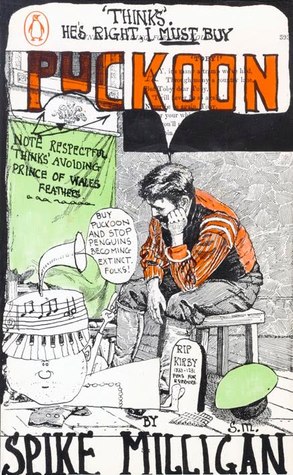 'THINKS'.
HE'S RIGHT, I MUST BUY
PUCKOON
NOTE RESPECTFUL
'THINKS' AVOIDING
PRINCE OF WALES
FEATHERS
BUY
PUCKOON
AND STOP
PENGUINS
BECOMING
EXTINCT.
FOLKS!
RIP
KIRBY
S.M.
BY
SPIKE MILLIGAN